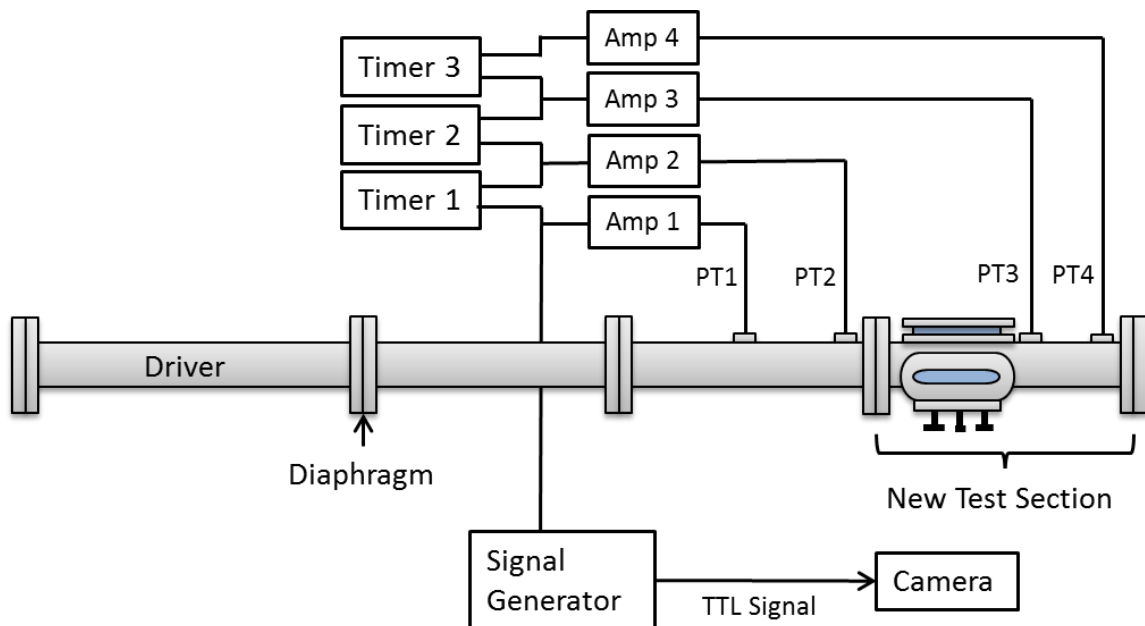 Amp 4
Timer 3
Amp 3
Timer 2
Amp 2
Timer 1
Amp 1
PT1
PT2
PT3
PT4
Driver
Diaphragm
New Test Section
Signal
Generator
TTL Signal
Camera